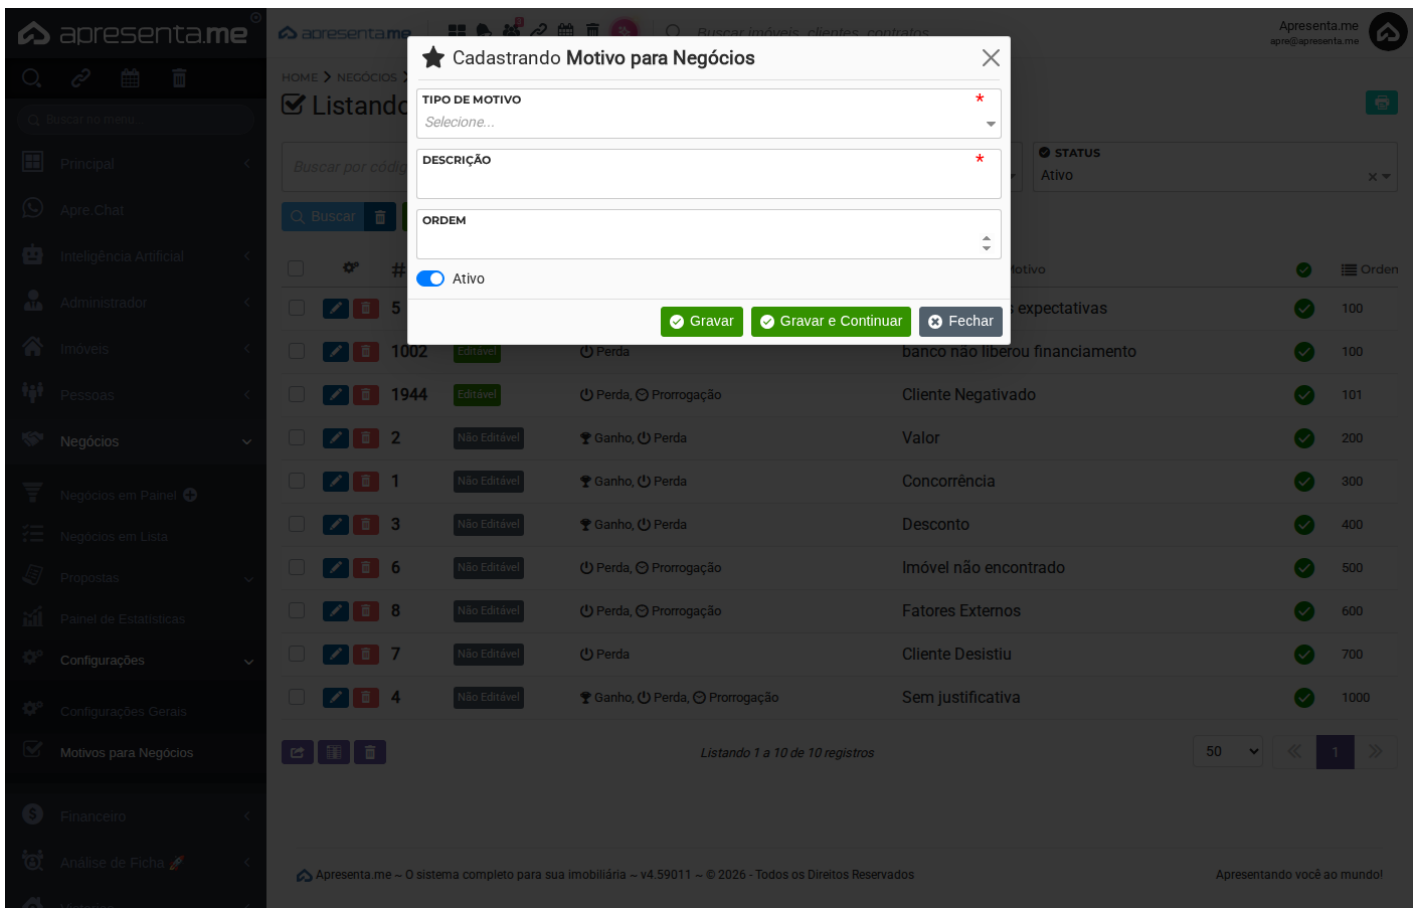 apresenta.me
apresenta.me
Buscar imóveis, clientes, contratos
Apresenta.me
apre@apresenta.me
Buscar no menu...
Principal
Apre.Chat
Inteligência Artificial
Administrador
Imóveis
Pessoas
Negócios
Negócios em Painel
Negócios em Lista
Propostas
Painel de Estatísticas
Configurações
Configurações Gerais
Motivos para Negócios
Financeiro
Análise de Ficha 🚀
HOME > NEGÓCIOS >
Listando
Cadastrando Motivo para Negócios
TIPO DE MOTIVO *
Selecione...
DESCRIÇÃO *
ORDEM
Ativo
Gravar Gravar e Continuar Fechar
Buscar por códig
STATUS
Ativo
Buscar
# Motivo Orden
5 s expectativas 100
1002 Editável Perda banco não liberou financiamento 100
1944 Editável Perda, Prorrogação Cliente Negativado 101
2 Não Editável Ganho, Perda Valor 200
1 Não Editável Ganho, Perda Concorrência 300
3 Não Editável Ganho, Perda Desconto 400
6 Não Editável Perda, Prorrogação Imóvel não encontrado 500
8 Não Editável Perda, Prorrogação Fatores Externos 600
7 Não Editável Perda Cliente Desistiu 700
4 Não Editável Ganho, Perda, Prorrogação Sem justificativa 1000
Listando 1 a 10 de 10 registros
50 « 1 »
Apresenta.me ~ O sistema completo para sua imobiliária ~ v4.59011 ~ © 2026 - Todos os Direitos Reservados
Apresentando você ao mundo!